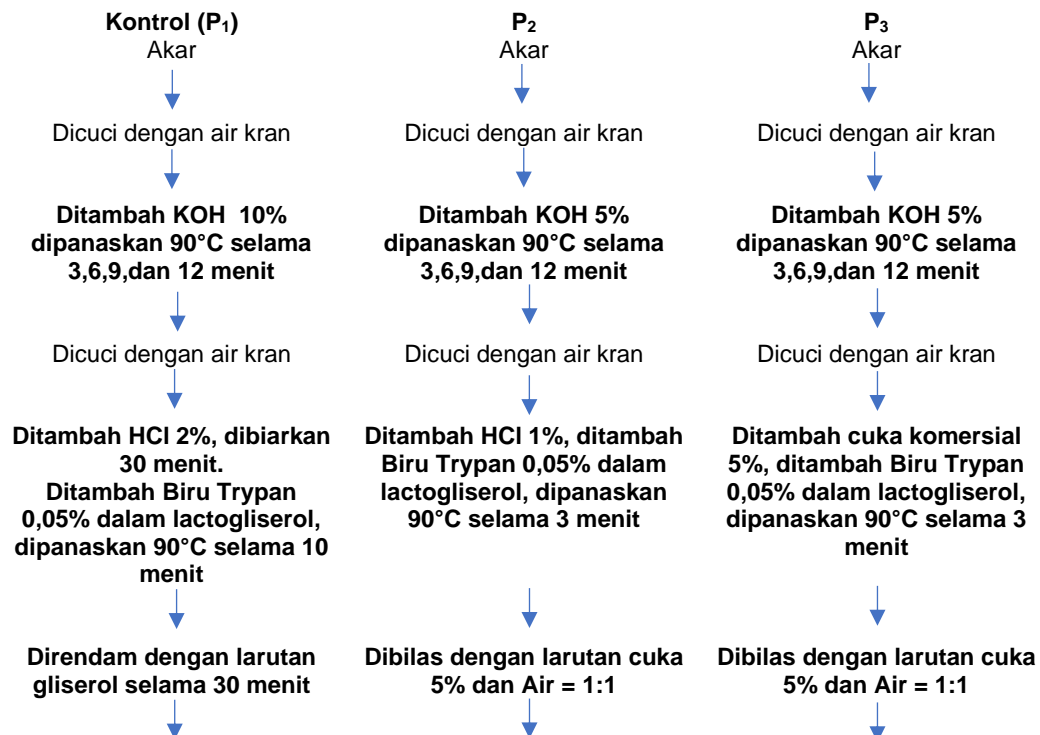 Kontrol (P₁)
Akar
Dicuci dengan air kran
Ditambah KOH 10%
dipanaskan 90°C selama
3,6,9,dan 12 menit
Dicuci dengan air kran
Ditambah HCl 2%, dibiarkan
30 menit.
Ditambah Biru Trypan
0,05% dalam lactogliserol,
dipanaskan 90°C selama 10
menit
Direndam dengan larutan
gliserol selama 30 menit
P₂
Akar
Dicuci dengan air kran
Ditambah KOH 5%
dipanaskan 90°C selama
3,6,9,dan 12 menit
Dicuci dengan air kran
Ditambah HCl 1%, ditambah
Biru Trypan 0,05% dalam
lactogliserol, dipanaskan
90°C selama 3 menit
Dibilas dengan larutan cuka
5% dan Air = 1:1
P₃
Akar
Dicuci dengan air kran
Ditambah KOH 5%
dipanaskan 90°C selama
3,6,9,dan 12 menit
Dicuci dengan air kran
Ditambah cuka komersial
5%, ditambah Biru Trypan
0,05% dalam lactogliserol,
dipanaskan 90°C selama 3
menit
Dibilas dengan larutan cuka
5% dan Air = 1:1